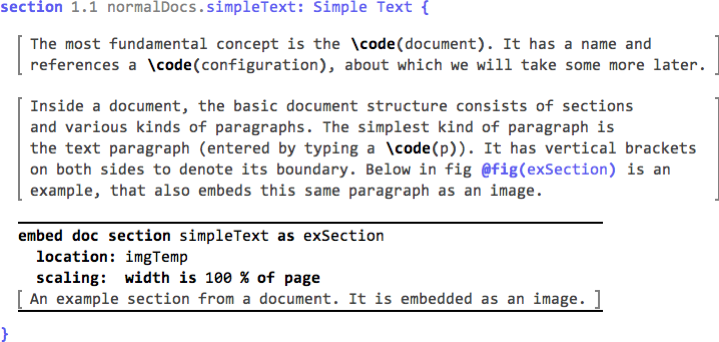 section 1.1 normalDocs.simpleText: Simple Text {
The most fundamental concept is the \code(document). It has a name and
references a \code(configuration), about which we will take some more later.
Inside a document, the basic document structure consists of sections
and various kinds of paragraphs. The simplest kind of paragraph is
the text paragraph (entered by typing a \code(p)). It has vertical brackets
on both sides to denote its boundary. Below in fig @fig(exSection) is an
example, that also embeds this same paragraph as an image.
embed doc section simpleText as exSection
location: imgTemp
scaling: width is 100 % of page
[ An example section from a document. It is embedded as an image. ]
}